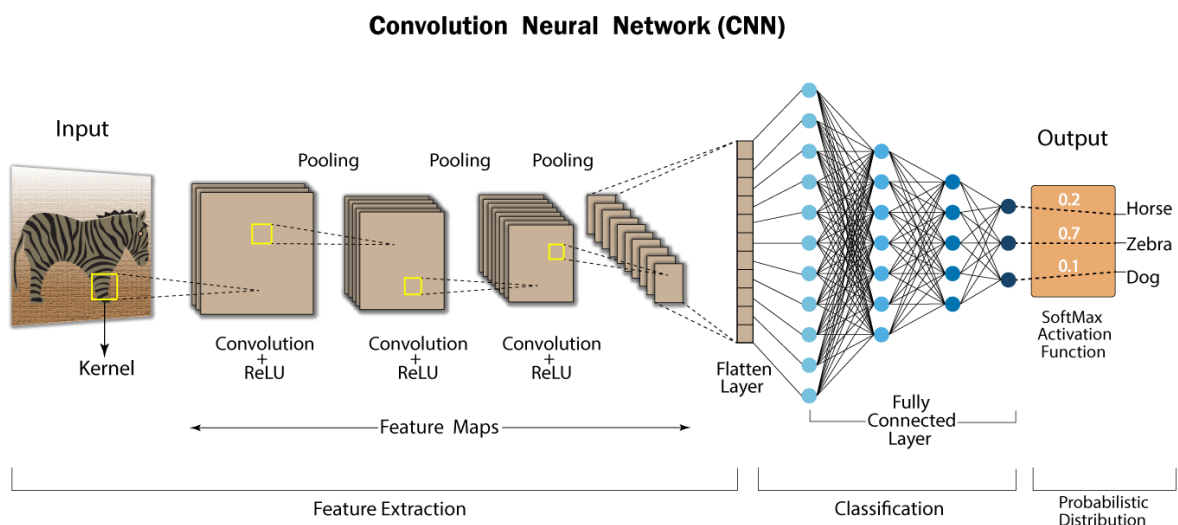 Convolution Neural Network (CNN)
Input
Pooling
Pooling
Pooling
Output
0.2
Horse
0.7
Zebra
0.1
Dog
SoftMax
Activation
Function
Kernel
Convolution
+
ReLU
Convolution
+
ReLU
Convolution
+
ReLU
Flatten
Layer
Fully
Connected
Layer
Feature Maps
Feature Extraction
Classification
Probabilistic
Distribution